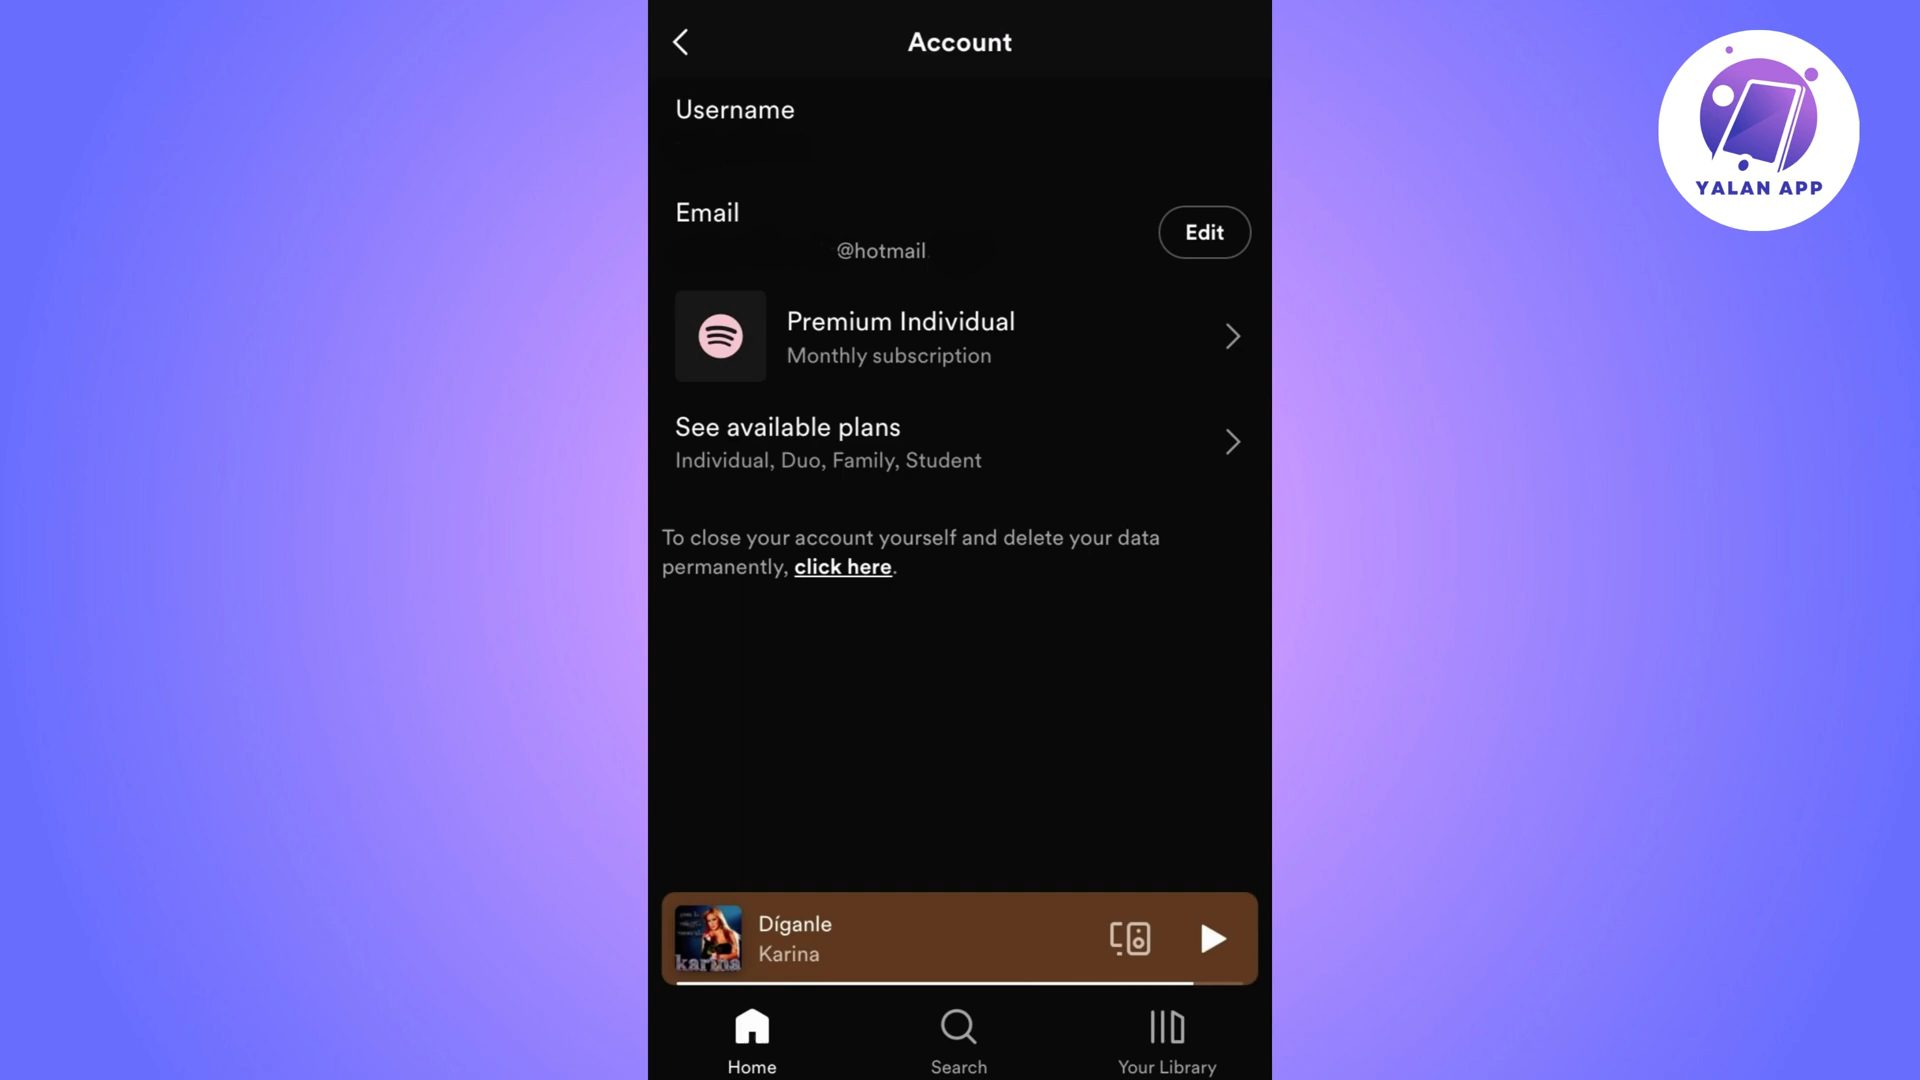 Account
YALAN APP
Username
Email
@hotmail
Edit
Premium Individual
Monthly subscription
See available plans
Individual, Duo, Family, Student
To close your account yourself and delete your data
permanently, click here.
Díganle
Karina
karina
Home
Search
Your Library